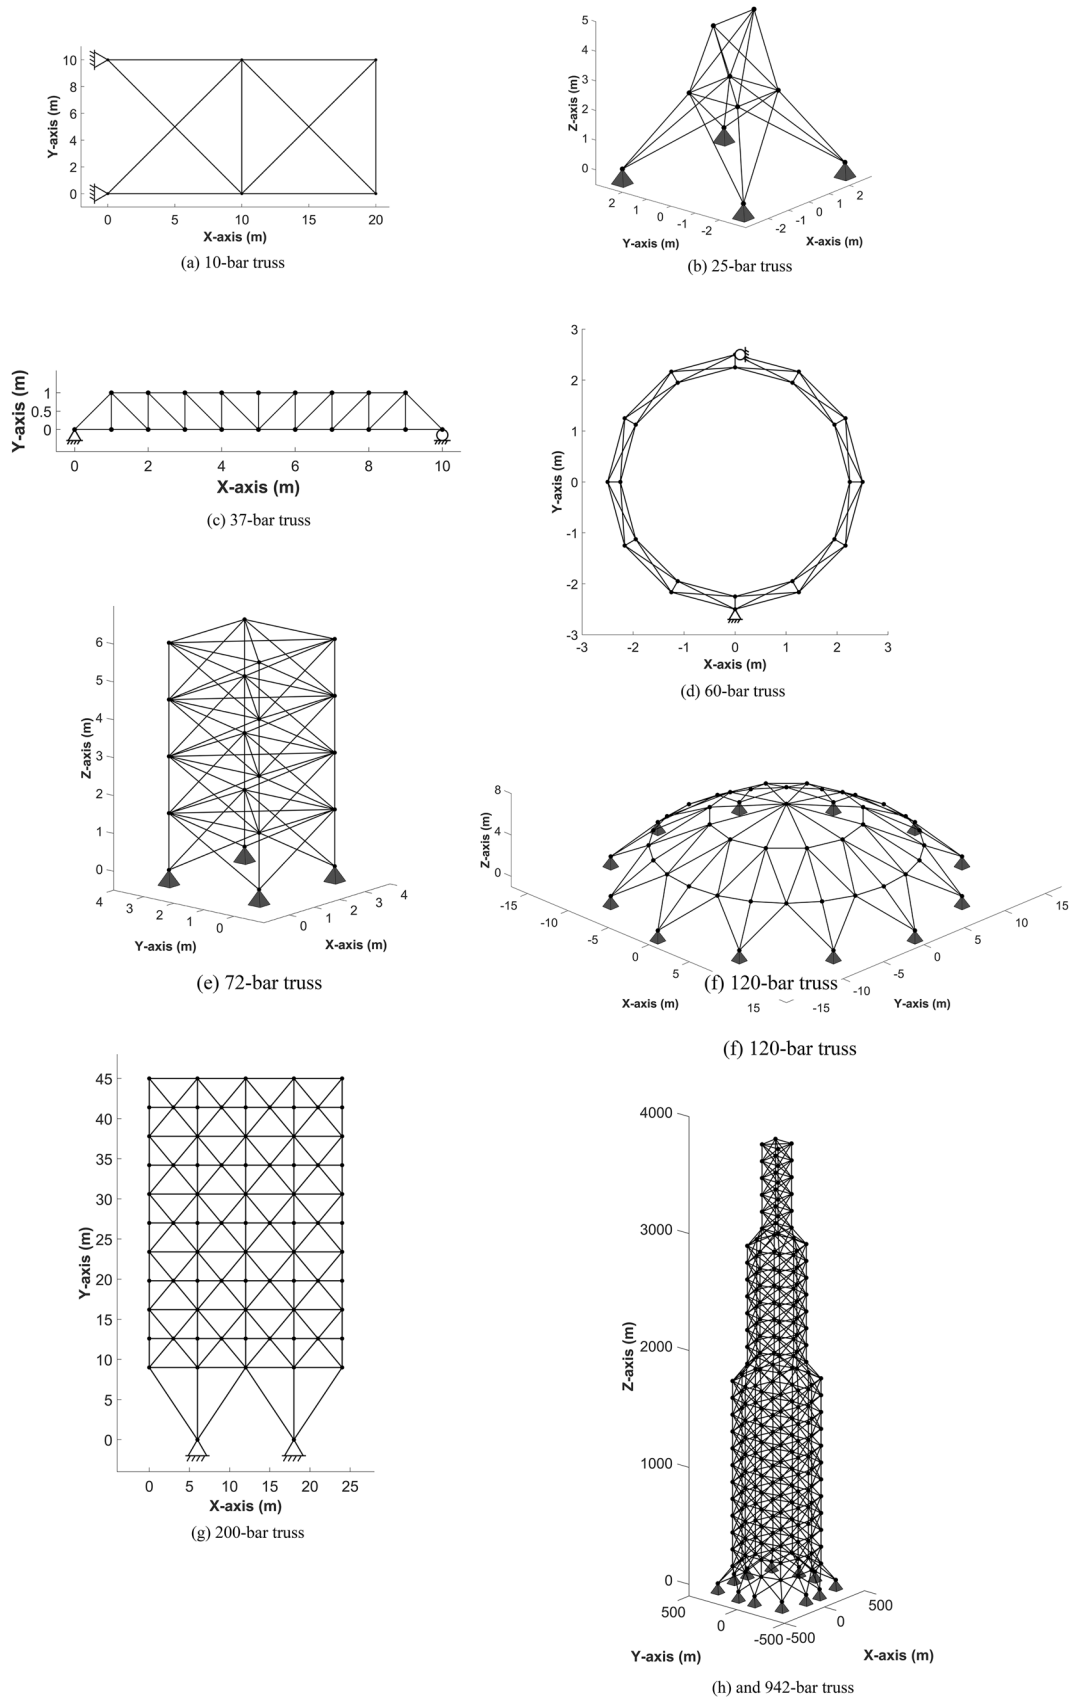 10
8
6
4
2
0
Y-axis (m)
0 5 10 15 20
X-axis (m)
(a) 10-bar truss
5
4
3
2
1
0
Z-axis (m)
2 1 0 -1 -2
-2 -1 0 1 2
Y-axis (m)
X-axis (m)
(b) 25-bar truss
1
0.5
0
Y-axis (m)
0 2 4 6 8 10
X-axis (m)
(c) 37-bar truss
3
2
1
0
-1
-2
-3
Y-axis (m)
-3 -2 -1 0 1 2 3
X-axis (m)
(d) 60-bar truss
6
5
4
3
2
1
0
Z-axis (m)
4 3 2 1 0
0 1 2 3 4
Y-axis (m)
X-axis (m)
(e) 72-bar truss
8
4
0
Z-axis (m)
-15 -10 -5 0 5
15
-15 -10 -5 0 5 10 15
X-axis (m)
Y-axis (m)
(f) 120-bar truss
(f) 120-bar truss
45
40
35
30
25
20
15
10
5
0
Y-axis (m)
0 5 10 15 20 25
X-axis (m)
(g) 200-bar truss
4000
3000
2000
1000
0
Z-axis (m)
500 0 -500
-500 0 500
Y-axis (m)
X-axis (m)
(h) and 942-bar truss